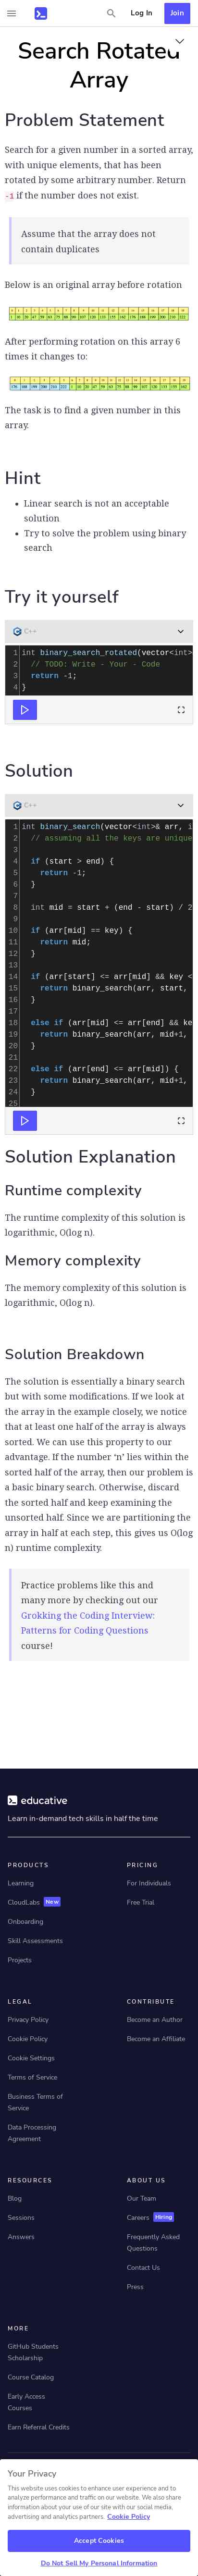 Log In
Join
Search Rotated
Array
Problem Statement
Search for a given number in a sorted array,
with unique elements, that has been
rotated by some arbitrary number. Return
-1 if the number does not exist.
Assume that the array does not
contain duplicates
Below is an original array before rotation
After performing rotation on this array 6
times it changes to:
The task is to find a given number in this
array.
Hint
Linear search is not an acceptable
solution
Try to solve the problem using binary
search
Try it yourself
C++
1 int binary_search_rotated(vector<int>
2 // TODO: Write - Your - Code
3 return -1;
4 }
Solution
C++
1 int binary_search(vector<int>& arr, i
2 // assuming all the keys are unique
3
4 if (start > end) {
5 return -1;
6 }
7
8 int mid = start + (end - start) / 2
9
10 if (arr[mid] == key) {
11 return mid;
12 }
13
14 if (arr[start] <= arr[mid] && key <
15 return binary_search(arr, start,
16 }
17
18 else if (arr[mid] <= arr[end] && ke
19 return binary_search(arr, mid+1,
20 }
21
22 else if (arr[end] <= arr[mid]) {
23 return binary_search(arr, mid+1,
24 }
25
Solution Explanation
Runtime complexity
The runtime complexity of this solution is
logarithmic, O(log n).
Memory complexity
The memory complexity of this solution is
logarithmic, O(log n).
Solution Breakdown
The solution is essentially a binary search
but with some modifications. If we look at
the array in the example closely, we notice
that at least one half of the array is always
sorted. We can use this property to our
advantage. If the number ‘n’ lies within the
sorted half of the array, then our problem is
a basic binary search. Otherwise, discard
the sorted half and keep examining the
unsorted half. Since we are partitioning the
array in half at each step, this gives us O(log
n) runtime complexity.
Practice problems like this and
many more by checking out our
Grokking the Coding Interview:
Patterns for Coding Questions
course!
educative
Learn in-demand tech skills in half the time
PRODUCTS
Learning
CloudLabs New
Onboarding
Skill Assessments
Projects
PRICING
For Individuals
Free Trial
LEGAL
Privacy Policy
Cookie Policy
Cookie Settings
Terms of Service
Business Terms of
Service
Data Processing
Agreement
CONTRIBUTE
Become an Author
Become an Affiliate
RESOURCES
Blog
Sessions
Answers
ABOUT US
Our Team
Careers Hiring
Frequently Asked
Questions
Contact Us
Press
MORE
GitHub Students
Scholarship
Course Catalog
Early Access
Courses
Earn Referral Credits
Your Privacy
This website uses cookies to enhance user experience and to
analyze performance and traffic on our website. We also share
information about your use of our site with our social media,
advertising and analytics partners. Cookie Policy
Accept Cookies
Do Not Sell My Personal Information